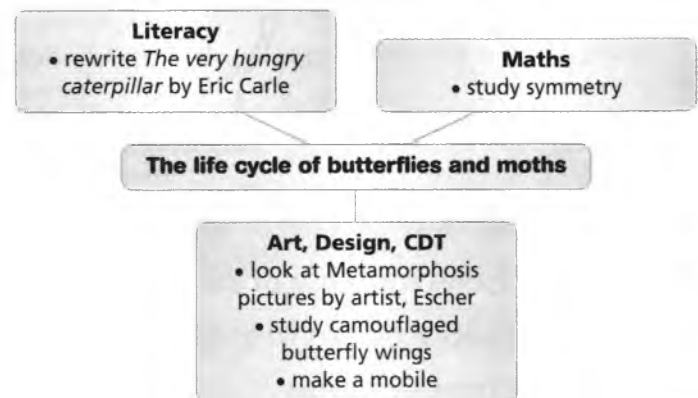 Literacy
• rewrite The very hungry
caterpillar by Eric Carle
Maths
• study symmetry
The life cycle of butterflies and moths
Art, Design, CDT
• look at Metamorphosis
pictures by artist, Escher
• study camouflaged
butterfly wings
• make a mobile